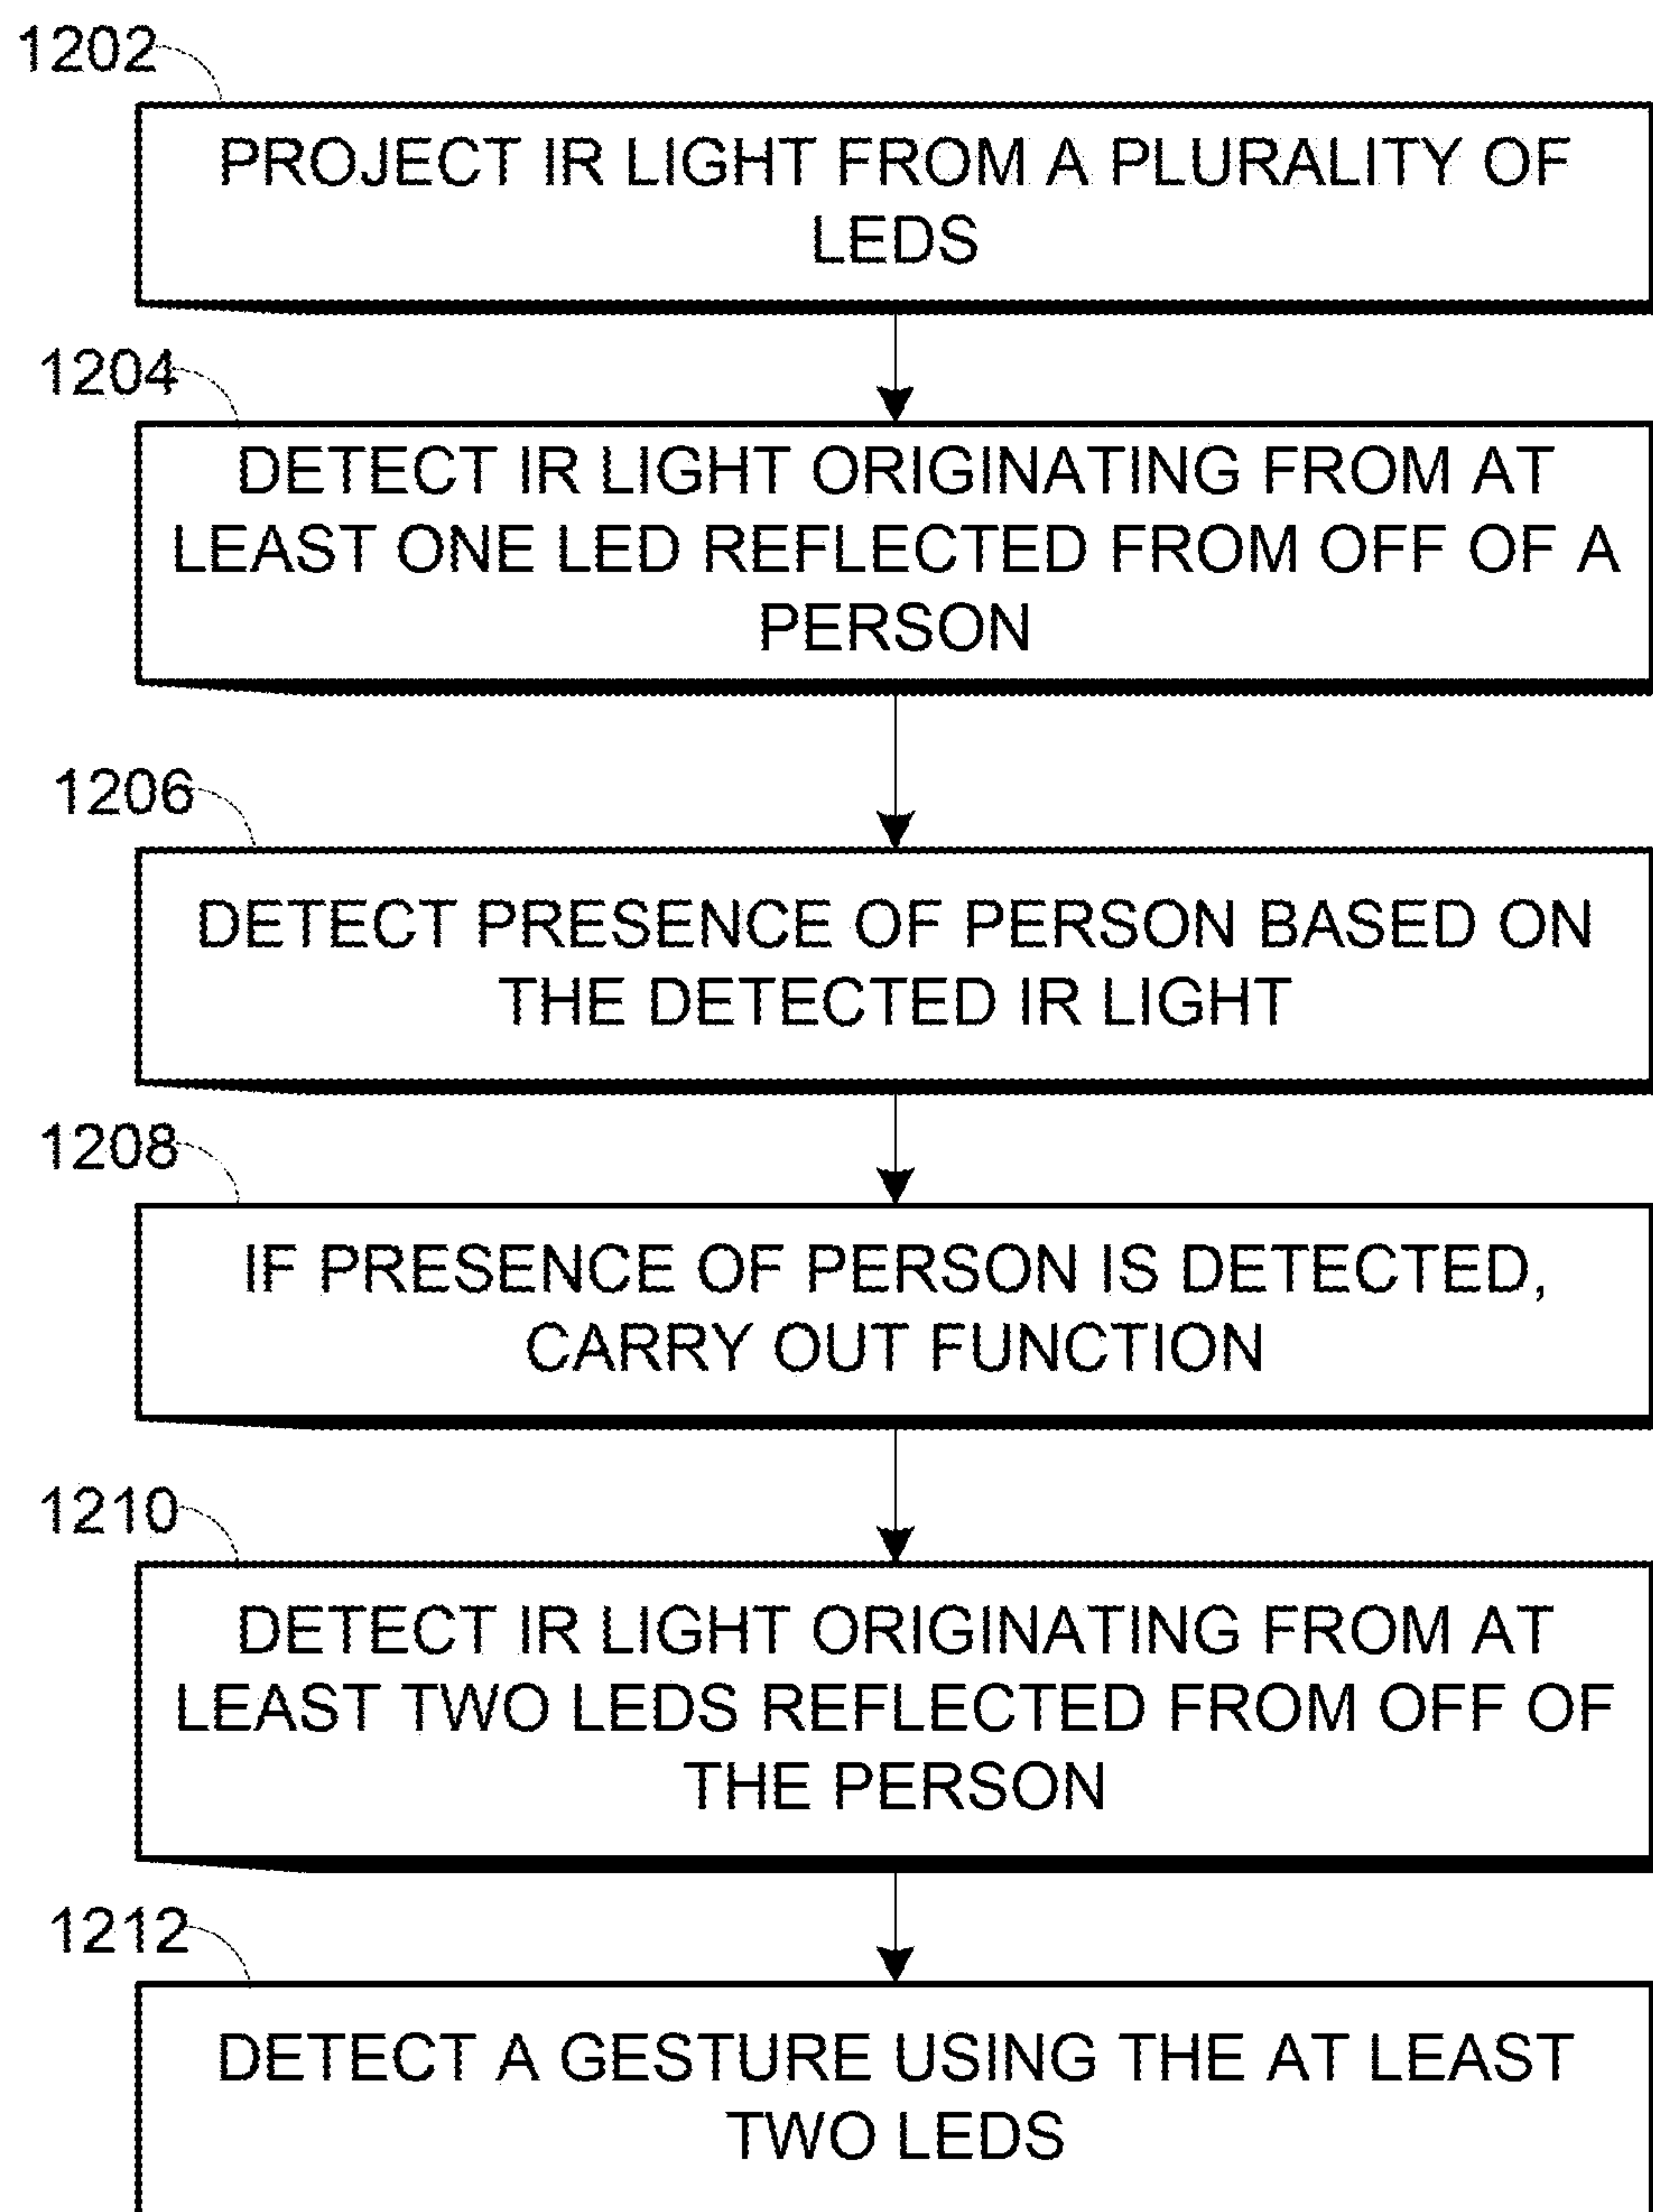 1202
PROJECT IR LIGHT FROM A PLURALITY OF
LEDS
1204
DETECT IR LIGHT ORIGINATING FROM AT
LEAST ONE LED REFLECTED FROM OFF OF A
PERSON
1206
DETECT PRESENCE OF PERSON BASED ON
THE DETECTED IR LIGHT
1208
IF PRESENCE OF PERSON IS DETECTED,
CARRY OUT FUNCTION
1210
DETECT IR LIGHT ORIGINATING FROM AT
LEAST TWO LEDS REFLECTED FROM OFF OF
THE PERSON
1212
DETECT A GESTURE USING THE AT LEAST
TWO LEDS